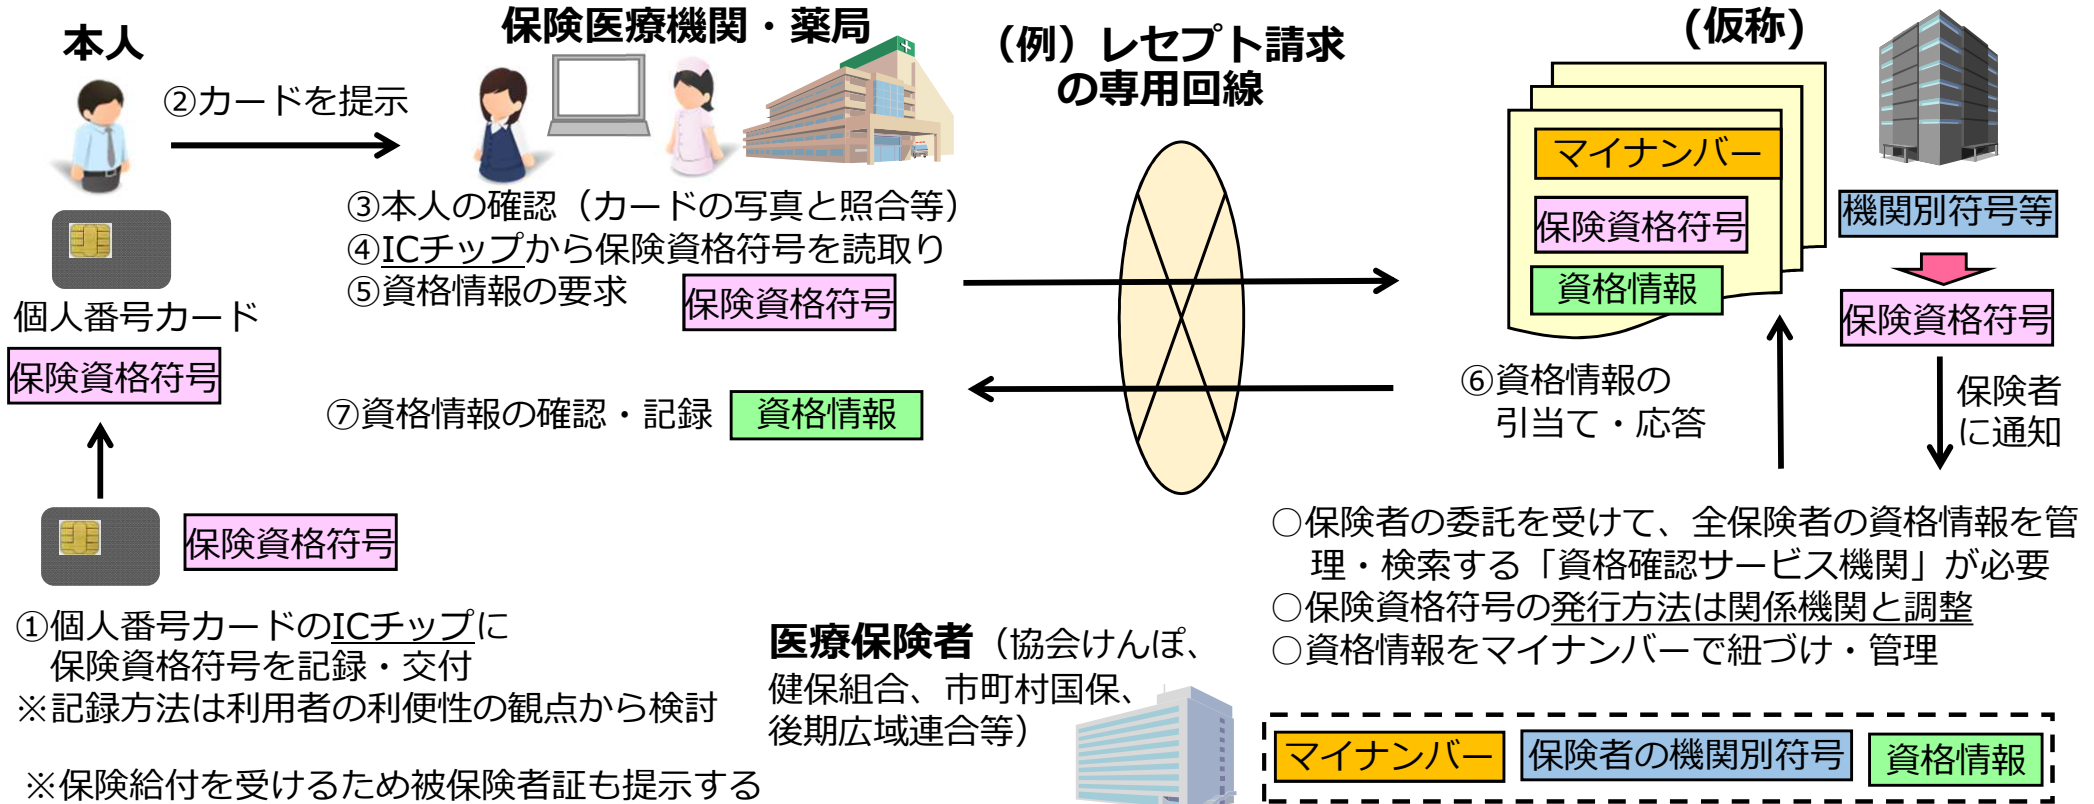 本人
保険医療機関・薬局
（例）レセプト請求
の専用回線
(仮称)
②カードを提示
マイナンバー
保険資格符号
資格情報
機関別符号等
保険資格符号
③本人の確認（カードの写真と照合等）
④ICチップから保険資格符号を読取り
⑤資格情報の要求
保険資格符号
個人番号カード
保険資格符号
⑥資格情報の
引当て・応答
保険者
に通知
⑦資格情報の確認・記録
資格情報
保険資格符号
①個人番号カードのICチップに
保険資格符号を記録・交付
※記録方法は利用者の利便性の観点から検討
※保険給付を受けるため被保険者証も提示する
医療保険者（協会けんぽ、
健保組合、市町村国保、
後期広域連合等）
○保険者の委託を受けて、全保険者の資格情報を管
理・検索する「資格確認サービス機関」が必要
○保険資格符号の発行方法は関係機関と調整
○資格情報をマイナンバーで紐づけ・管理
マイナンバー
保険者の機関別符号
資格情報